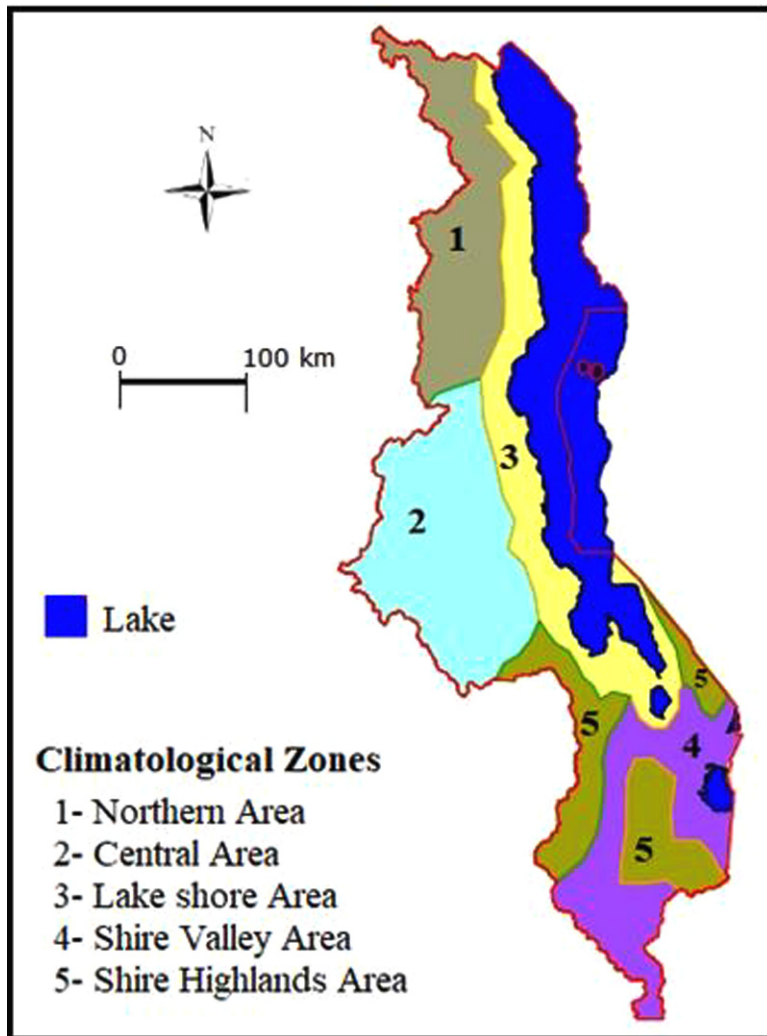 N
1
0 100 km
3
2
Lake
5
5
4
Climatological Zones
1- Northern Area
2- Central Area
3- Lake shore Area
4- Shire Valley Area
5- Shire Highlands Area
5